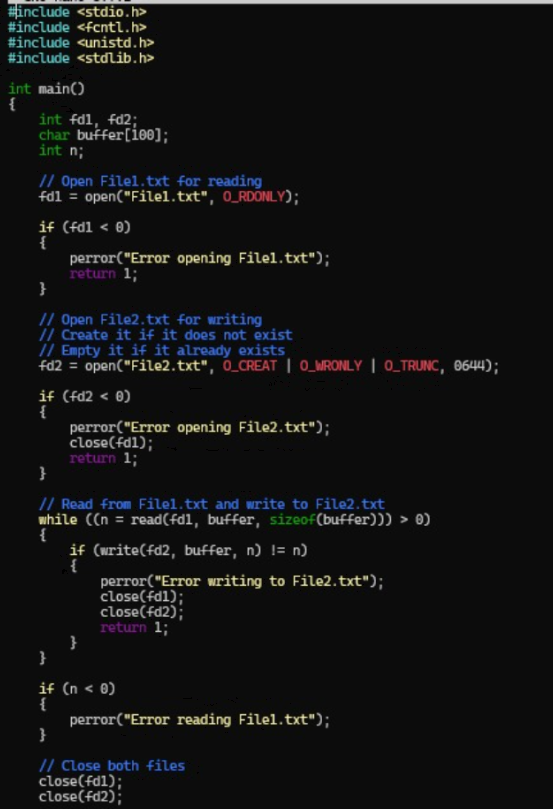 #include <stdio.h>
#include <fcntl.h>
#include <unistd.h>
#include <stdlib.h>
int main()
{
int fd1, fd2;
char buffer[100];
int n;
// Open File1.txt for reading
fd1 = open("File1.txt", O_RDONLY);
if (fd1 < 0)
{
perror("Error opening File1.txt");
return 1;
}
// Open File2.txt for writing
// Create it if it does not exist
// Empty it if it already exists
fd2 = open("File2.txt", O_CREAT | O_WRONLY | O_TRUNC, 0644);
if (fd2 < 0)
{
perror("Error opening File2.txt");
close(fd1);
return 1;
}
// Read from File1.txt and write to File2.txt
while ((n = read(fd1, buffer, sizeof(buffer))) > 0)
{
if (write(fd2, buffer, n) != n)
{
perror("Error writing to File2.txt");
close(fd1);
close(fd2);
return 1;
}
}
if (n < 0)
{
perror("Error reading File1.txt");
}
// Close both files
close(fd1);
close(fd2);